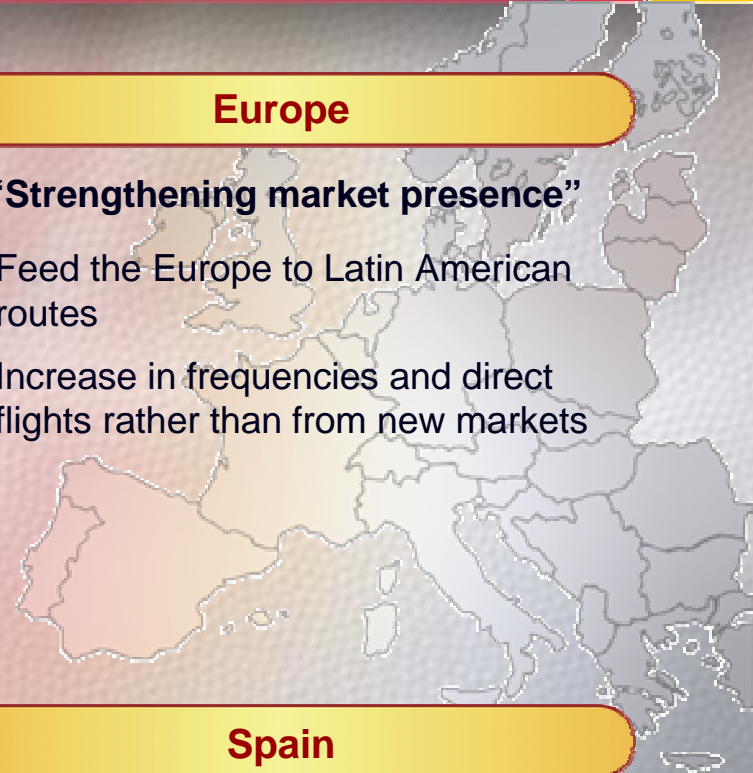 Europe
“Strengthening market presence”
Feed the Europe to Latin American
routes
Increase in frequencies and direct
flights rather than from new markets
Spain